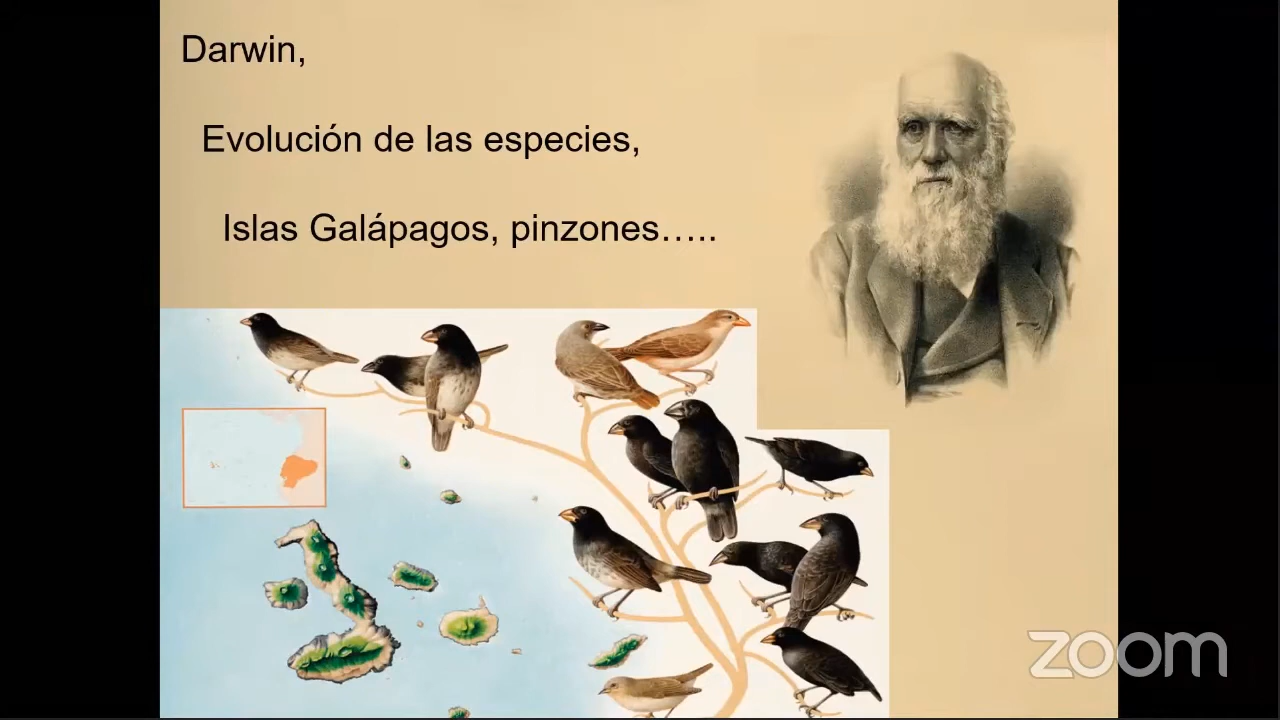 Darwin,
Evolución de las especies,
Islas Galápagos, pinzones.....
zoom